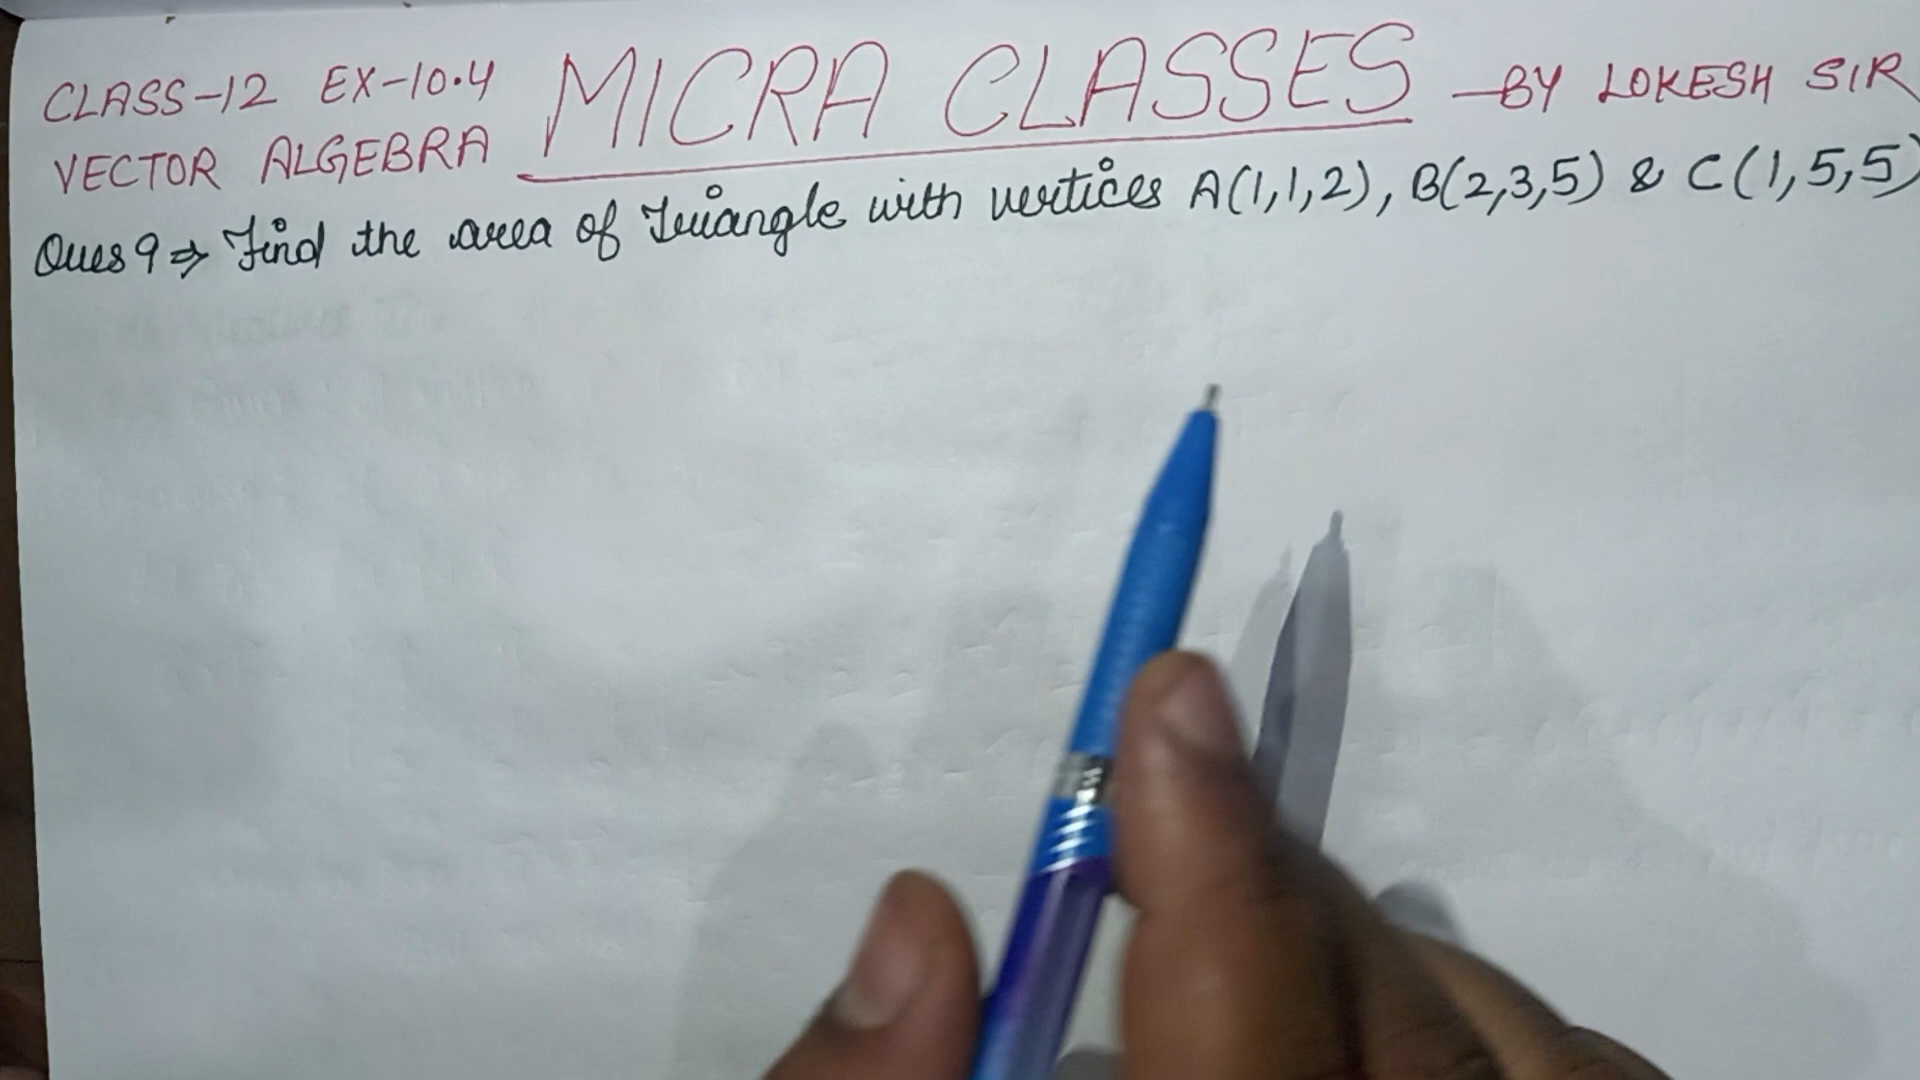 CLASS-12 EX-10.4 MICRA CLASSES -BY LOKESH SIR
VECTOR ALGEBRA
Ques 9 ⇒ Find the area of Triangle with vertices A(1,1,2), B(2,3,5) & C(1,5,5)